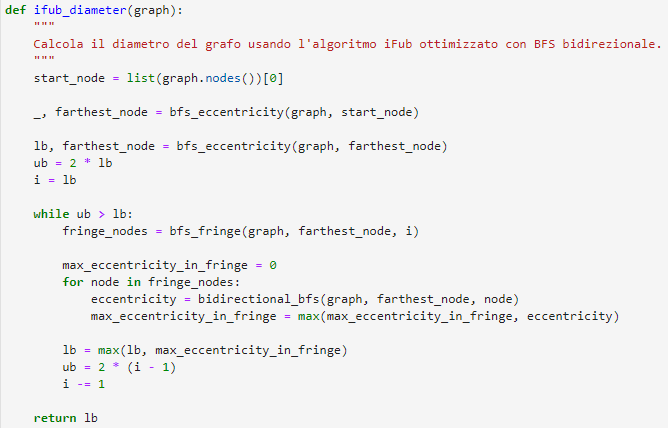 def ifub_diameter(graph):
    """
    Calcola il diametro del grafo usando l'algoritmo iFub ottimizzato con BFS bidirezionale.
    """
    start_node = list(graph.nodes())[0]

    _, farthest_node = bfs_eccentricity(graph, start_node)

    lb, farthest_node = bfs_eccentricity(graph, farthest_node)
    ub = 2 * lb
    i = lb

    while ub > lb:
        fringe_nodes = bfs_fringe(graph, farthest_node, i)

        max_eccentricity_in_fringe = 0
        for node in fringe_nodes:
            eccentricity = bidirectional_bfs(graph, farthest_node, node)
            max_eccentricity_in_fringe = max(max_eccentricity_in_fringe, eccentricity)

        lb = max(lb, max_eccentricity_in_fringe)
        ub = 2 * (i - 1)
        i -= 1

    return lb